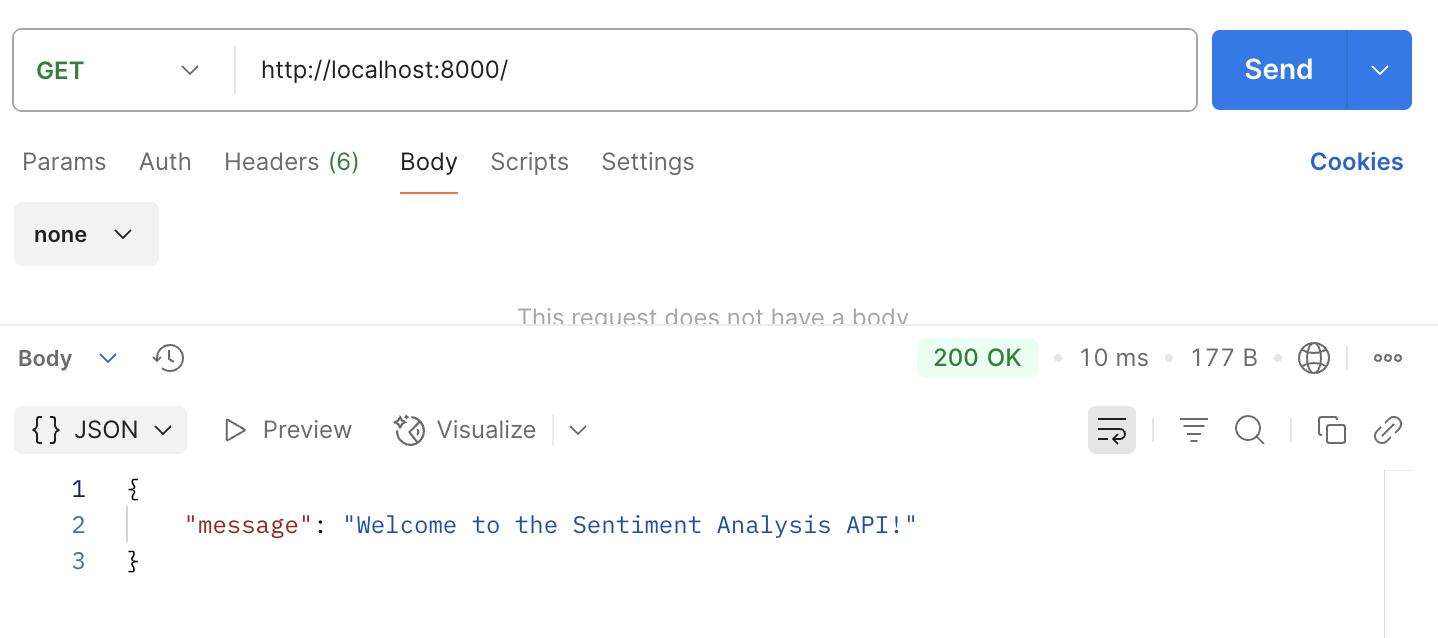 GET http://localhost:8000/ Send
Params Auth Headers (6) Body Scripts Settings Cookies
none
This request does not have a body
Body 200 OK 10 ms 177 B
{} JSON Preview Visualize
1 {
2 "message": "Welcome to the Sentiment Analysis API!"
3 }